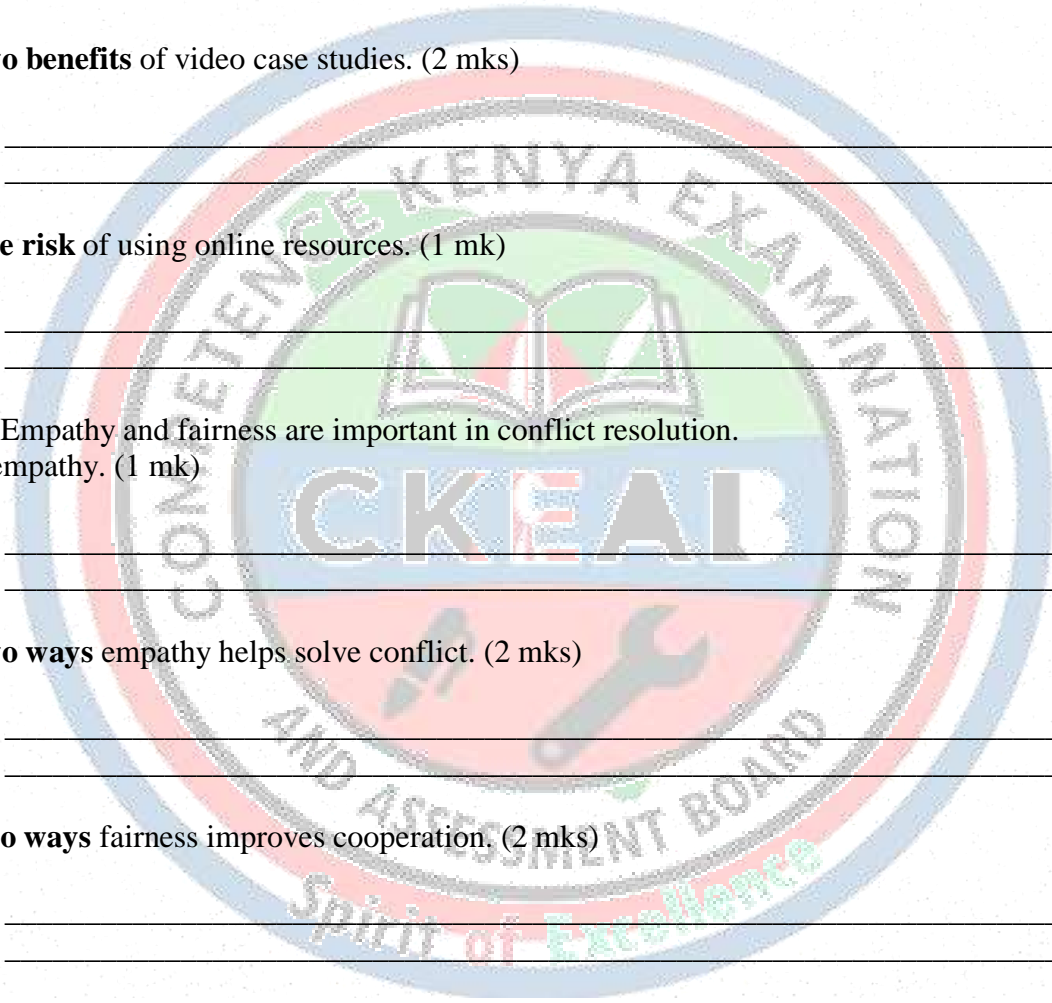 o benefits of video case studies. (2 mks)
e risk of using online resources. (1 mk)
Empathy and fairness are important in conflict resolution.
empathy. (1 mk)
o ways empathy helps solve conflict. (2 mks)
o ways fairness improves cooperation. (2 mks)
COMPETENCE KENYA EXAMINATION
AND ASSESSMENT BOARD
CKEAB
Spirit of Excellence